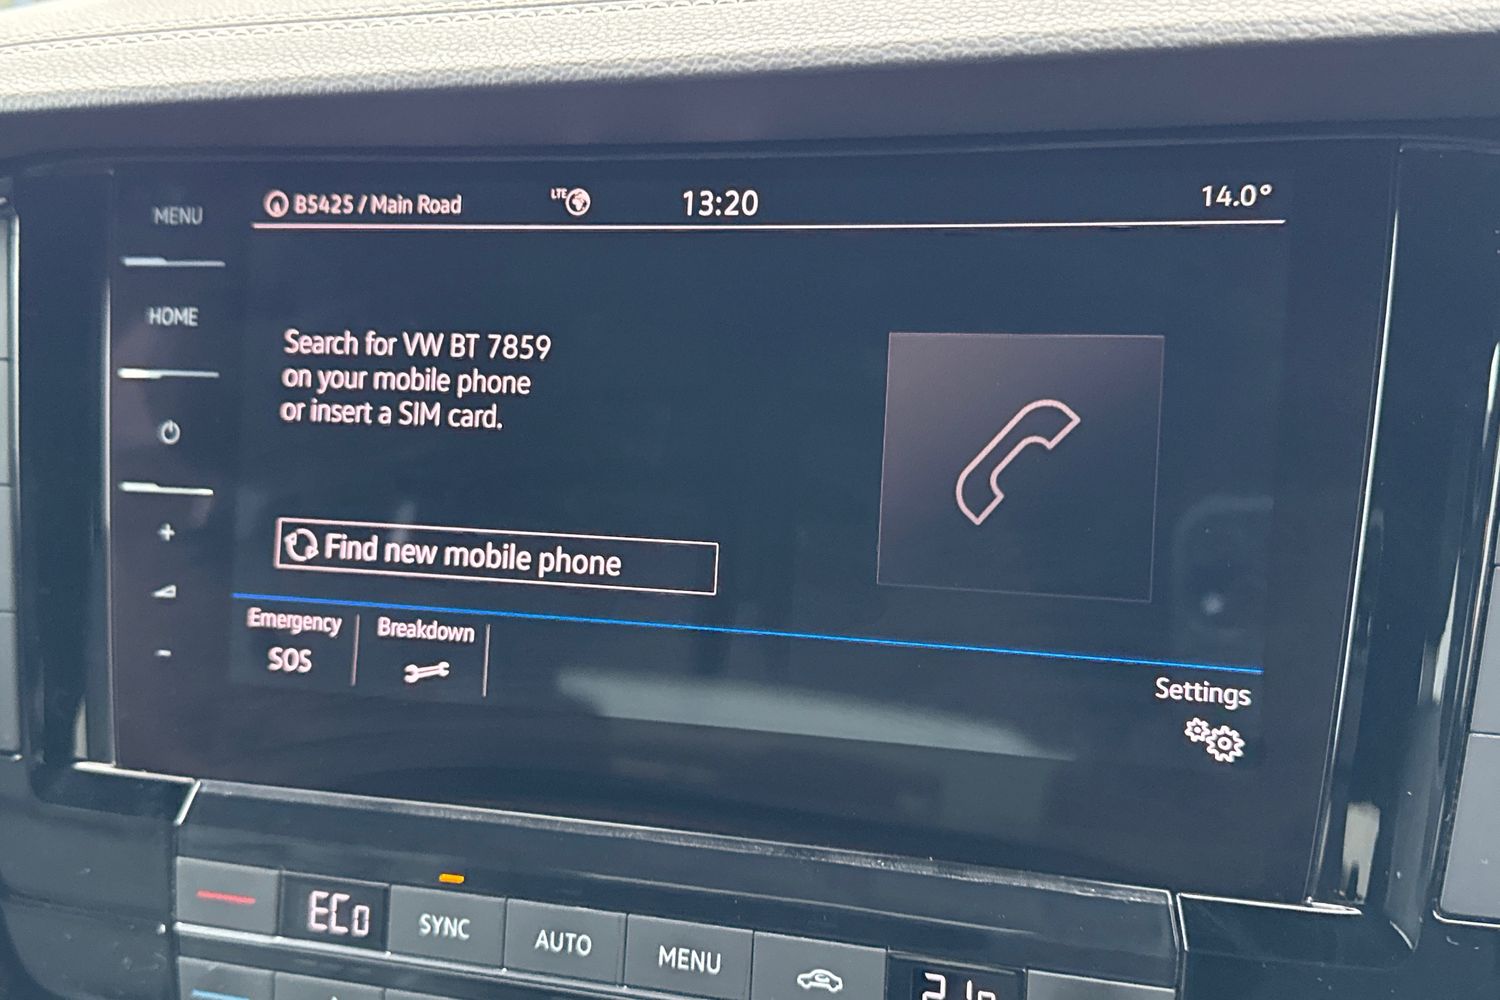 MENU
B5425 / Main Road
LTE
13:20
14.0°
HOME
Search for VW BT 7859
on your mobile phone
or insert a SIM card.
Find new mobile phone
Emergency
SOS
Breakdown
Settings
ECo
SYNC
AUTO
MENU